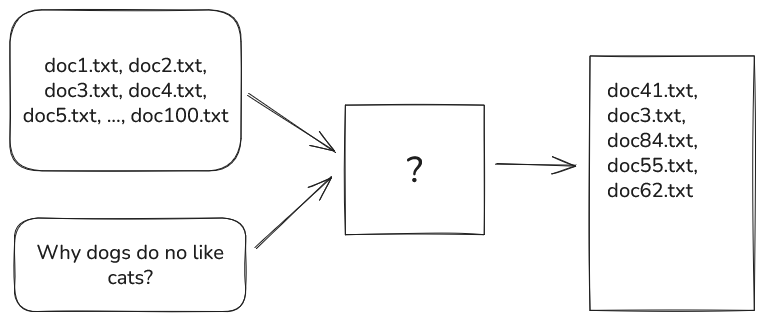 doc1.txt, doc2.txt,
doc3.txt, doc4.txt,
doc5.txt, ..., doc100.txt
Why dogs do no like
cats?
?
doc41.txt,
doc3.txt,
doc84.txt,
doc55.txt,
doc62.txt